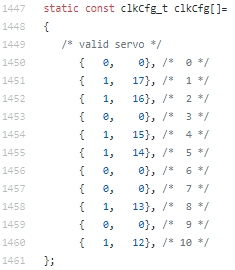 1447 static const clkCfg_t clkCfg[]=
1448 {
1449 /* valid servo */
1450 { 0, 0}, /* 0 */
1451 { 1, 17}, /* 1 */
1452 { 1, 16}, /* 2 */
1453 { 0, 0}, /* 3 */
1454 { 1, 15}, /* 4 */
1455 { 1, 14}, /* 5 */
1456 { 0, 0}, /* 6 */
1457 { 0, 0}, /* 7 */
1458 { 1, 13}, /* 8 */
1459 { 0, 0}, /* 9 */
1460 { 1, 12}, /* 10 */
1461 };